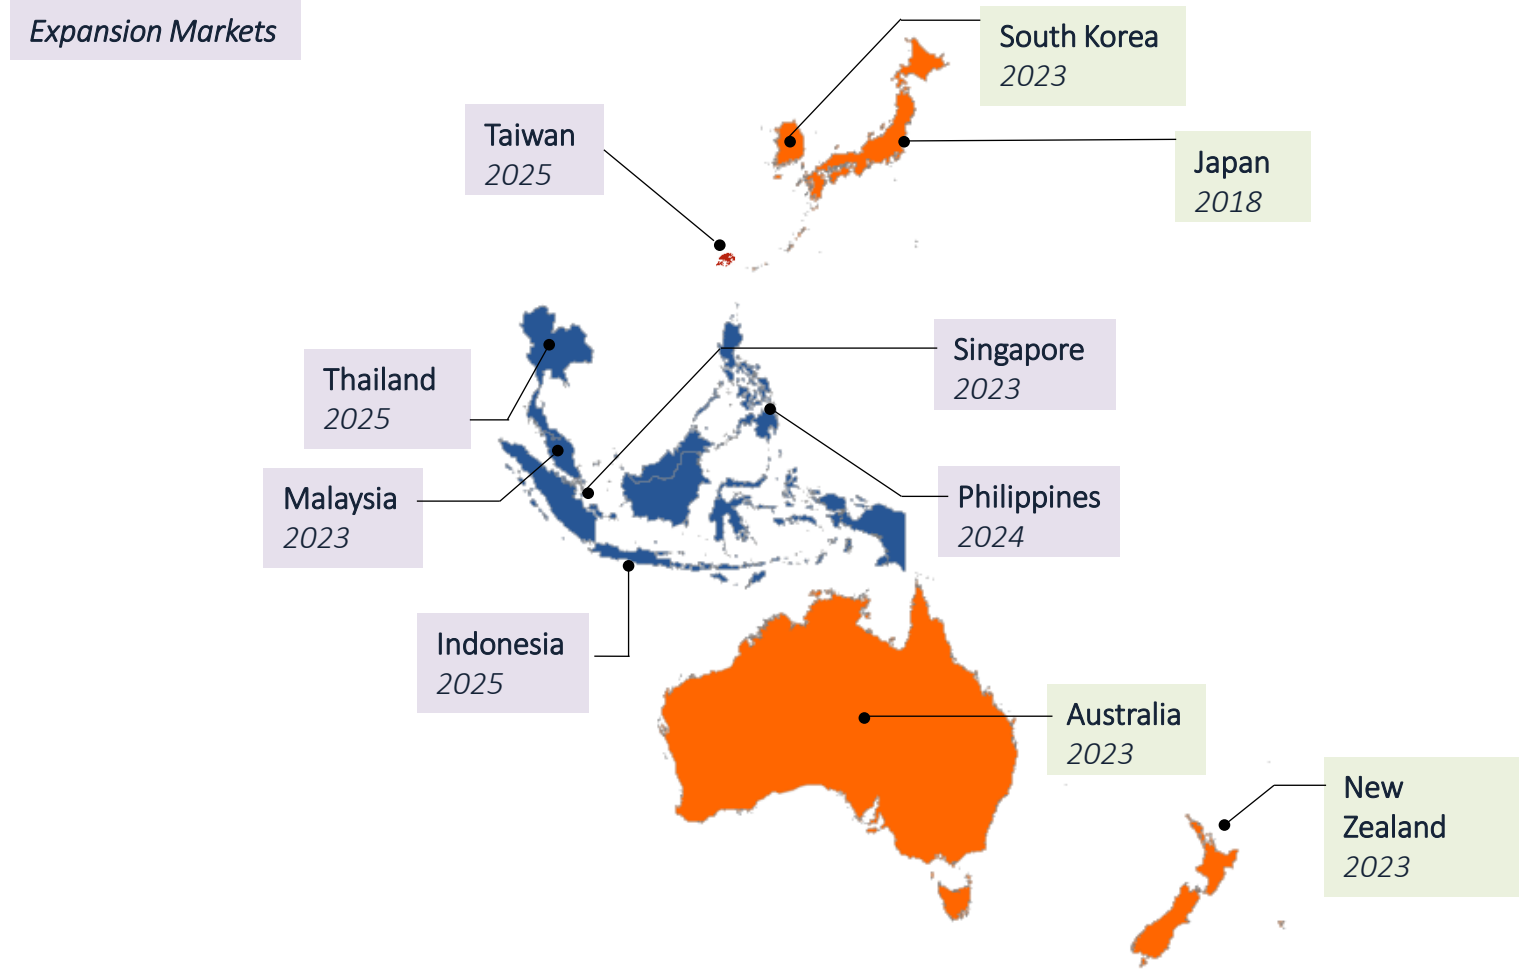 Expansion Markets
South Korea
2023
Taiwan
2025
Japan
2018
Singapore
2023
Thailand
2025
Malaysia
2023
Philippines
2024
Indonesia
2025
Australia
2023
New
Zealand
2023